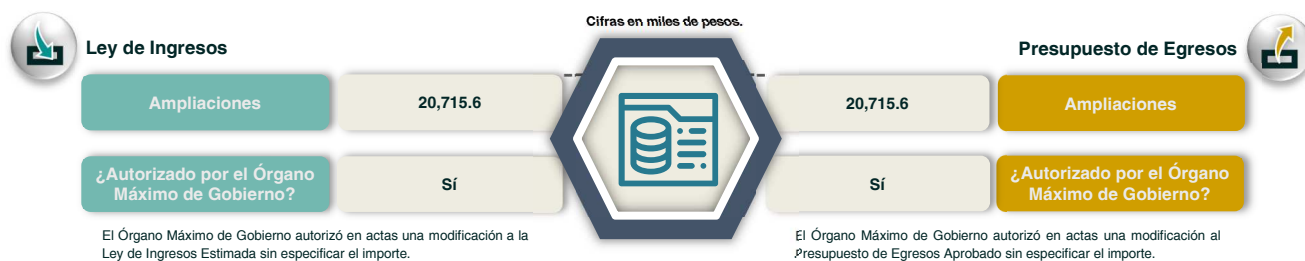 Cifras en miles de pesos.
Ley de Ingresos
Presupuesto de Egresos
Ampliaciones
20,715.6
20,715.6
Ampliaciones
¿Autorizado por el Órgano
Máximo de Gobierno?
Sí
Sí
¿Autorizado por el Órgano
Máximo de Gobierno?
El Órgano Máximo de Gobierno autorizó en actas una modificación a la
Ley de Ingresos Estimada sin especificar el importe.
El Órgano Máximo de Gobierno autorizó en actas una modificación al
Presupuesto de Egresos Aprobado sin especificar el importe.